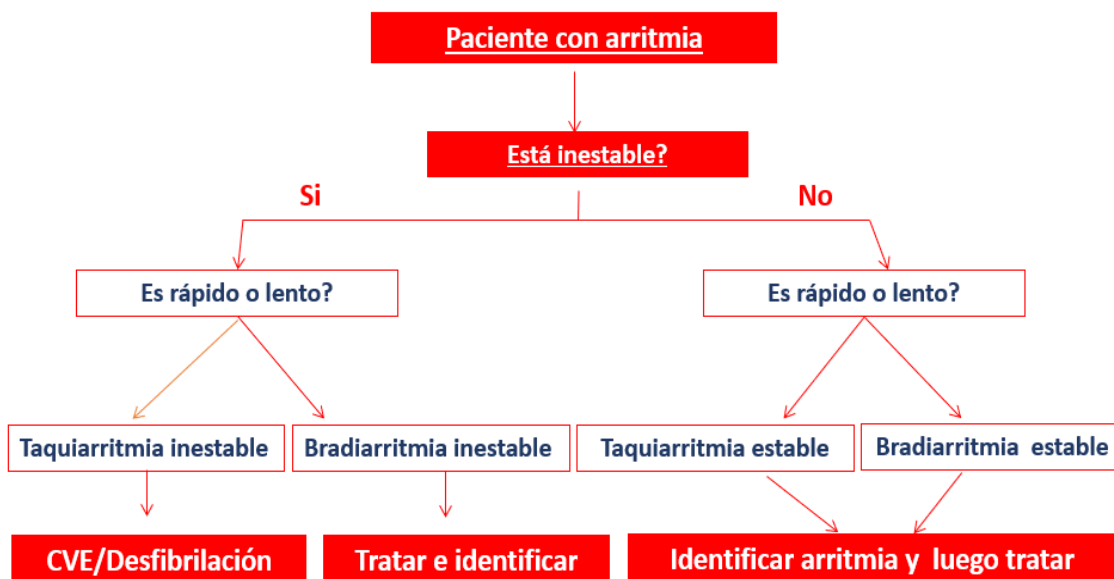 Paciente con arritmia
Está inestable?
Si
No
Es rápido o lento?
Es rápido o lento?
Taquiarritmia inestable
Bradiarritmia inestable
Taquiarritmia estable
Bradiarritmia estable
CVE/Desfibrilación
Tratar e identificar
Identificar arritmia y luego tratar